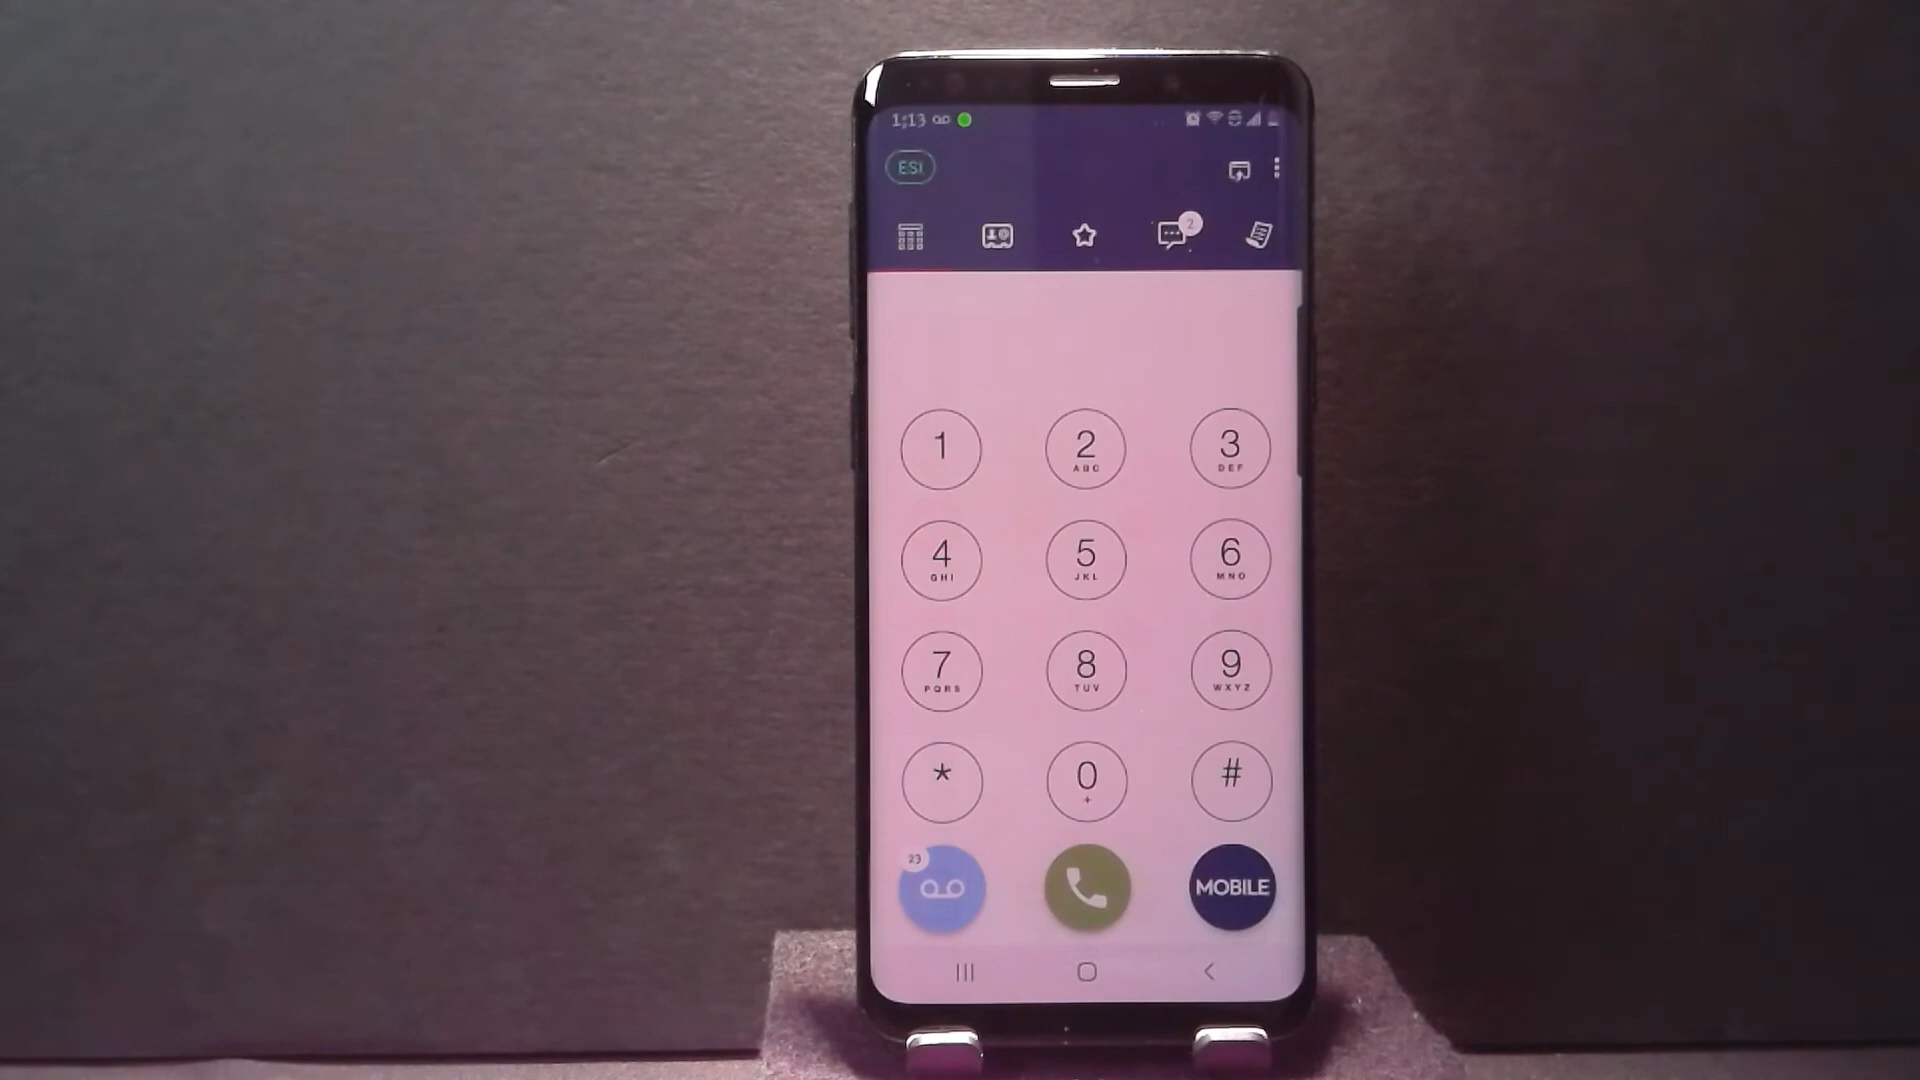 1:13
ESI
2
1 2 3
ABC DEF
4 5 6
GHI JKL MNO
7 8 9
PQRS TUV WXYZ
* 0 #
+
23
MOBILE